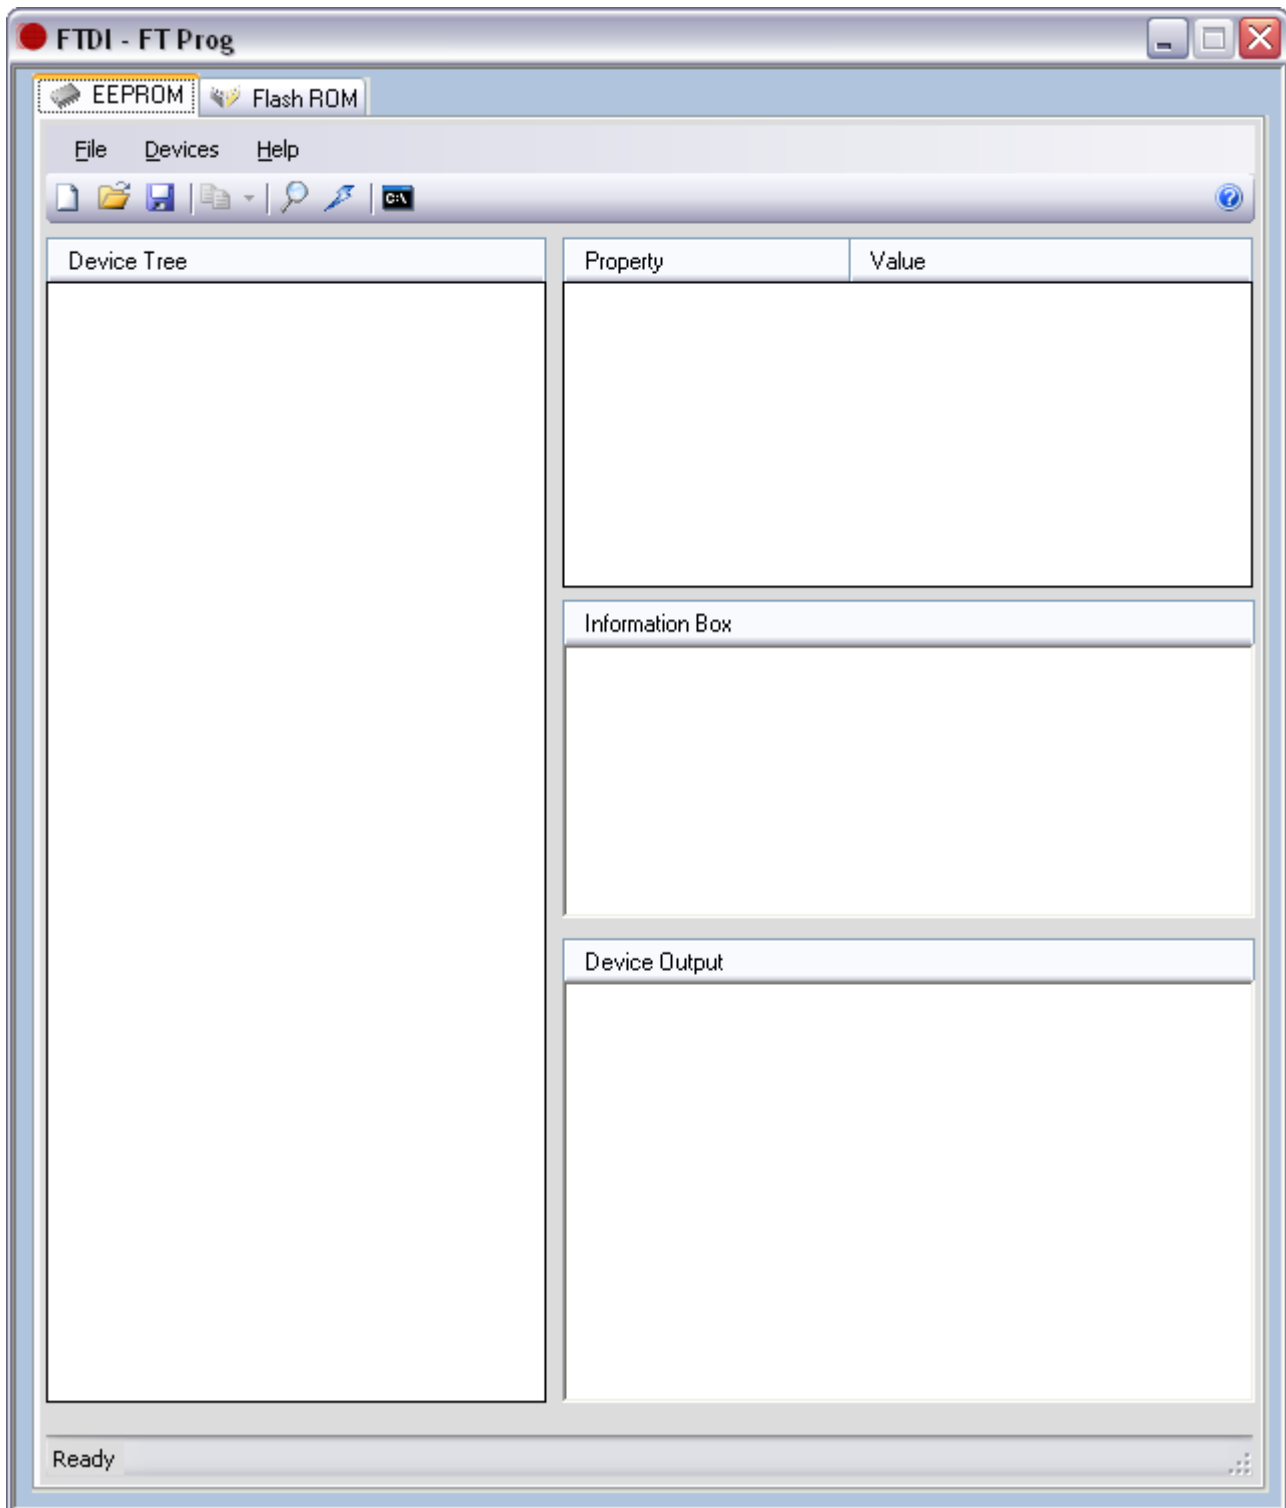 FTDI - FT Prog
EEPROM Flash ROM
File Devices Help
C:\
Device Tree
Property Value
Information Box
Device Output
Ready